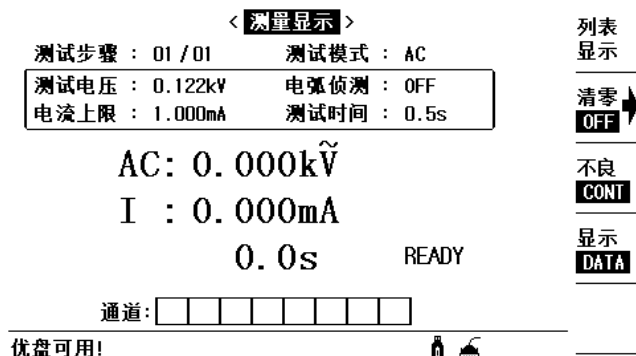 <测量显示>
测试步骤 : 01/01 测试模式 : AC
测试电压 : 0.122kV 电弧侦测 : OFF
电流上限 : 1.000mA 测试时间 : 0.5s
AC: 0.000kṼ
I : 0.000mA
0.0s READY
通道:
优盘可用!
列表
显示
清零
OFF
不良
CONT
显示
DATA